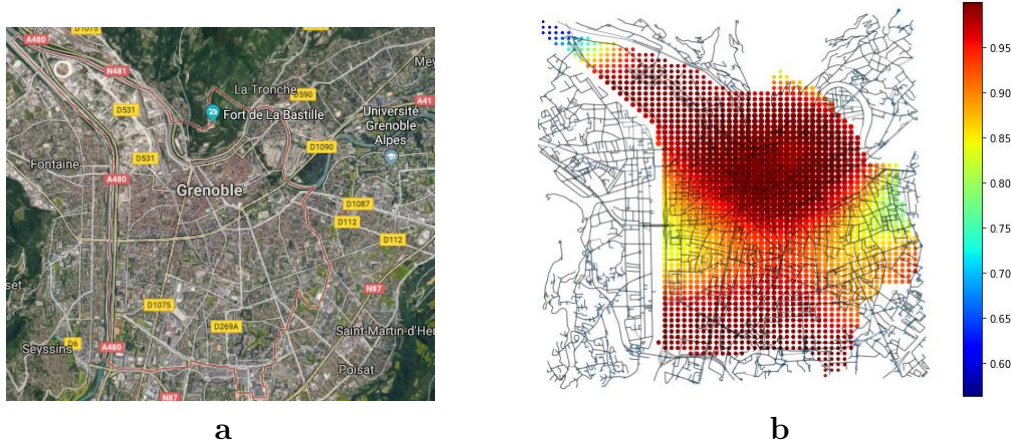 D1075
A480
N481
Me
La Tronche
D590
D531
Fort de La Bastille
A41
Université
Grenoble
Alpes
D1090
Fontaine
D531
A480
Grenoble
D1087
D112
D112
N87
set
D1075
D269A
Saint-Martin-d'Hè
D6
A480
Seyssins
Poisat
N87
0.95
0.90
0.85
0.80
0.75
0.70
0.65
0.60
a
b